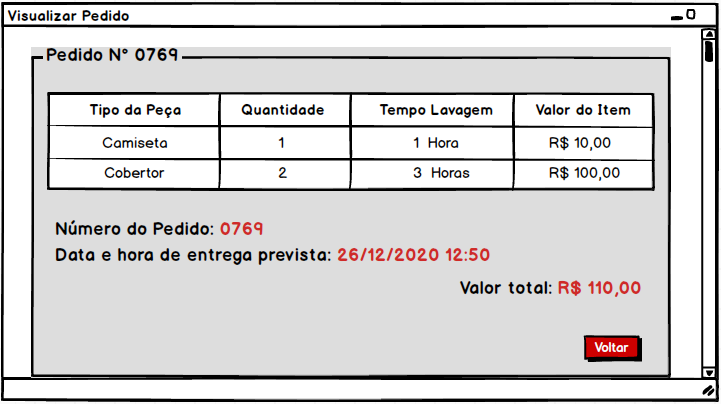 Visualizar Pedido
Pedido N° 0769
Tipo da Peça Quantidade Tempo Lavagem Valor do Item
Camiseta 1 1 Hora R$ 10,00
Cobertor 2 3 Horas R$ 100,00
Número do Pedido: 0769
Data e hora de entrega prevista: 26/12/2020 12:50
Valor total: R$ 110,00
Voltar